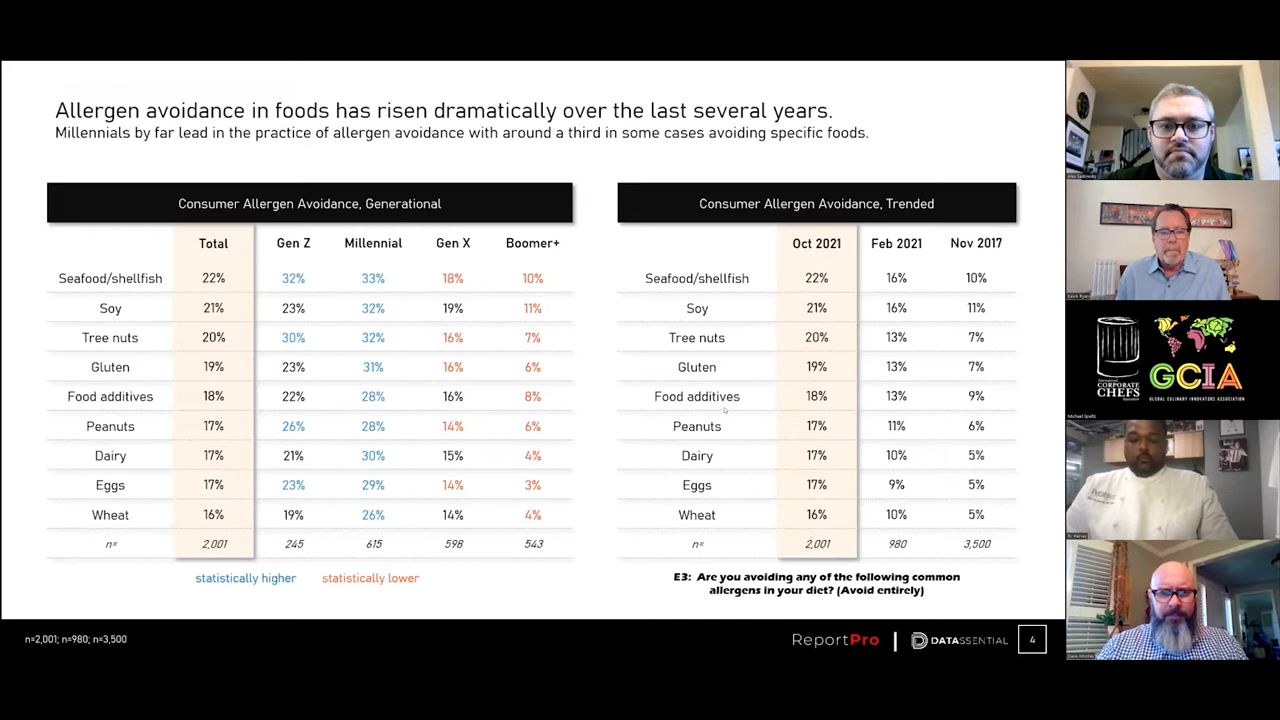 Allergen avoidance in foods has risen dramatically over the last several years.
Millennials by far lead in the practice of allergen avoidance with around a third in some cases avoiding specific foods.
Consumer Allergen Avoidance, Generational
Total Gen Z Millennial Gen X Boomer+
Seafood/shellfish 22% 32% 33% 18% 10%
Soy 21% 23% 32% 19% 11%
Tree nuts 20% 30% 32% 16% 7%
Gluten 19% 23% 31% 16% 6%
Food additives 18% 22% 28% 16% 8%
Peanuts 17% 26% 28% 14% 6%
Dairy 17% 21% 30% 15% 4%
Eggs 17% 23% 29% 14% 3%
Wheat 16% 19% 26% 14% 4%
n= 2,001 245 615 598 543
statistically higher statistically lower
Consumer Allergen Avoidance, Trended
Oct 2021 Feb 2021 Nov 2017
Seafood/shellfish 22% 16% 10%
Soy 21% 16% 11%
Tree nuts 20% 13% 7%
Gluten 19% 13% 7%
Food additives 18% 13% 9%
Peanuts 17% 11% 6%
Dairy 17% 10% 5%
Eggs 17% 9% 5%
Wheat 16% 10% 5%
n= 2,001 980 3,500
E3: Are you avoiding any of the following common
allergens in your diet? (Avoid entirely)
n=2,001; n=980; n=3,500
ReportPro | DATASSENTIAL 4
International
CORPORATE
CHEFS
GCIA
GLOBAL CULINARY INNOVATORS ASSOCIATION